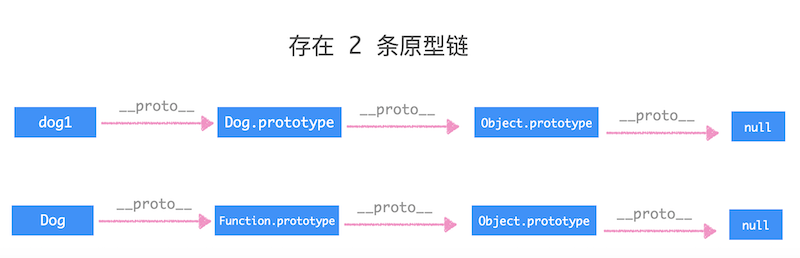 存在 2 条原型链
__proto__ __proto__ __proto__
dog1 Dog.prototype Object.prototype null
__proto__ __proto__ __proto__
Dog Function.prototype Object.prototype null